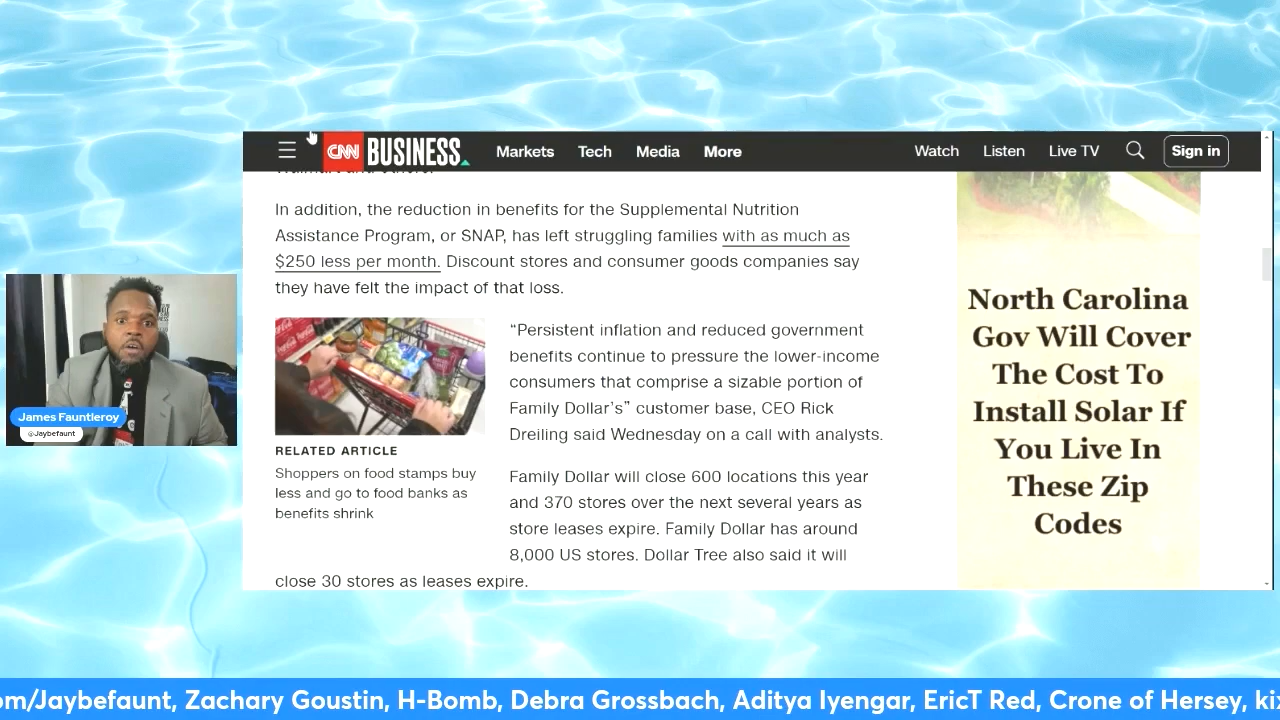 CNN BUSINESS
Markets
Tech
Media
More
Watch
Listen
Live TV
Sign in
In addition, the reduction in benefits for the Supplemental Nutrition
Assistance Program, or SNAP, has left struggling families with as much as
$250 less per month. Discount stores and consumer goods companies say
they have felt the impact of that loss.
RELATED ARTICLE
Shoppers on food stamps buy
less and go to food banks as
benefits shrink
“Persistent inflation and reduced government
benefits continue to pressure the lower-income
consumers that comprise a sizable portion of
Family Dollar’s” customer base, CEO Rick
Dreiling said Wednesday on a call with analysts.
Family Dollar will close 600 locations this year
and 370 stores over the next several years as
store leases expire. Family Dollar has around
8,000 US stores. Dollar Tree also said it will
close 30 stores as leases expire.
North Carolina
Gov Will Cover
The Cost To
Install Solar If
You Live In
These Zip
Codes
James Fauntleroy
@Jaybefaunt
om/Jaybefaunt, Zachary Goustin, H-Bomb, Debra Grossbach, Aditya Iyengar, EricT Red, Crone of Hersey, kiz